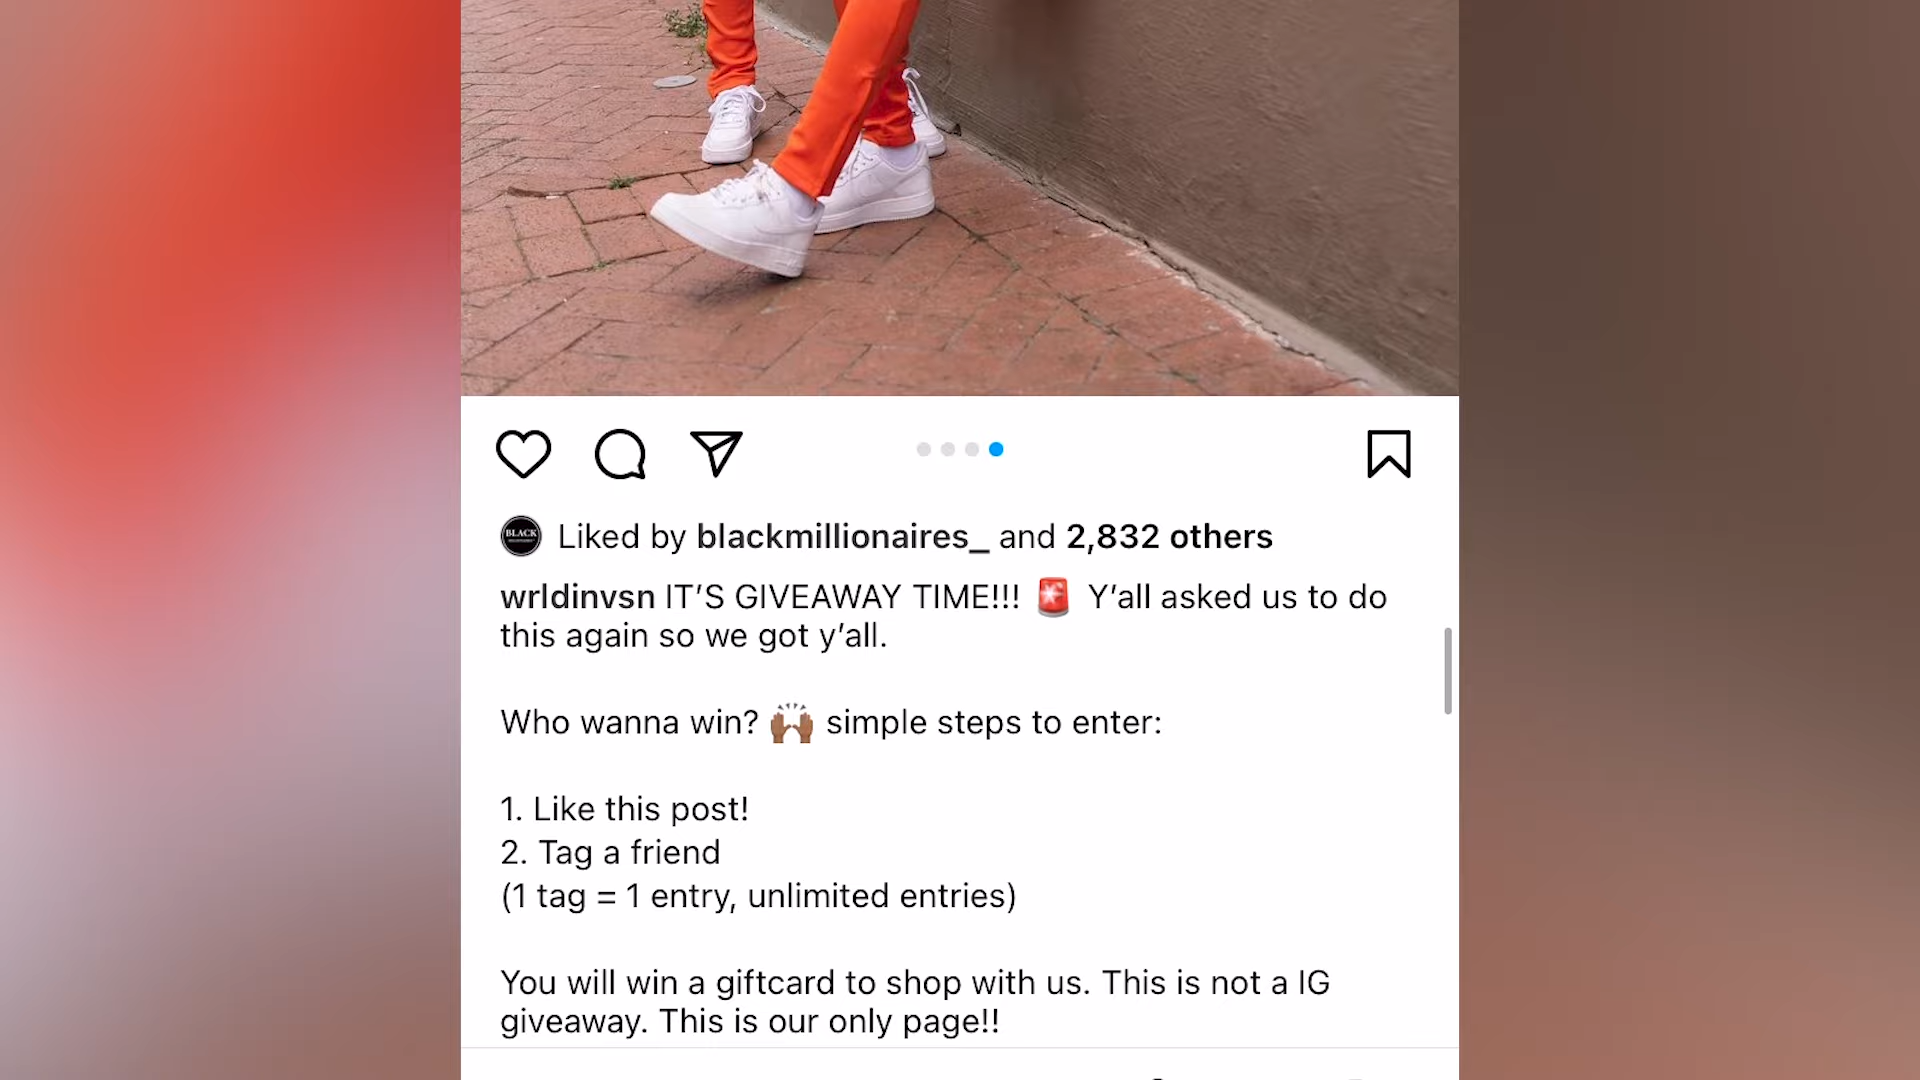 BLACK
Liked by blackmillionaires_ and 2,832 others
wrldinvsn IT’S GIVEAWAY TIME!!! 🚨 Y’all asked us to do
this again so we got y’all.
Who wanna win? 🙌🏾 simple steps to enter:
1. Like this post!
2. Tag a friend
(1 tag = 1 entry, unlimited entries)
You will win a giftcard to shop with us. This is not a IG
giveaway. This is our only page!!